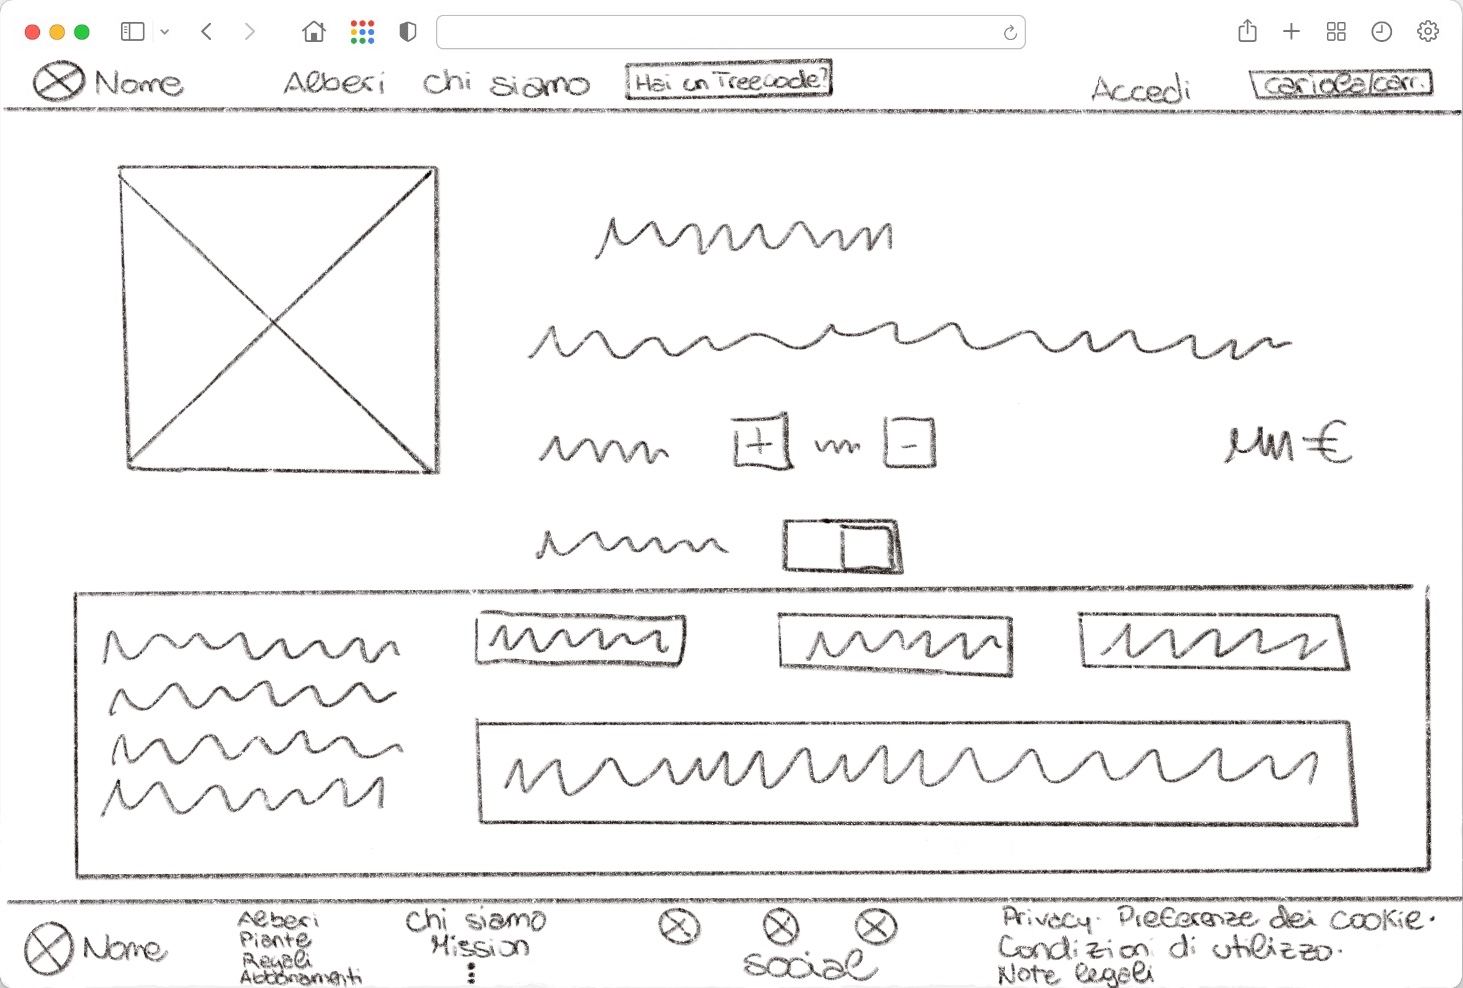 Nome
Alberi
Chi siamo
Hai un TreeCode?
Accedi
cariola/carr.
+
-
€
Nome
Alberi
Piante
Regali
Abbonamenti
Chi siamo
Mission
social
Privacy. Preferenze dei cookie.
Condizioni di utilizzo.
Note legali